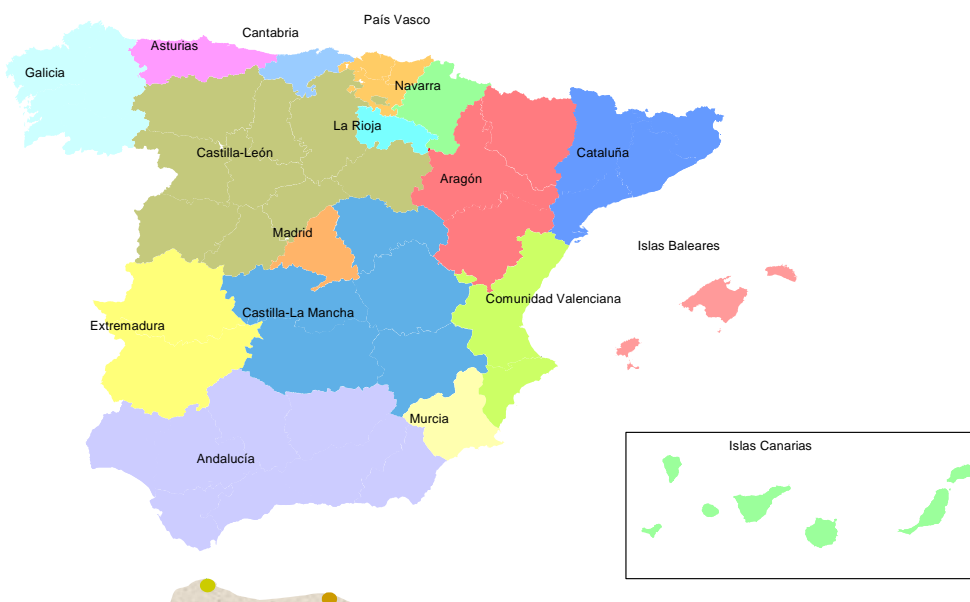 País Vasco
Cantabria
Asturias
Galicia
Navarra
La Rioja
Castilla-León
Cataluña
Aragón
Madrid
Islas Baleares
Comunidad Valenciana
Castilla-La Mancha
Extremadura
Murcia
Islas Canarias
Andalucía